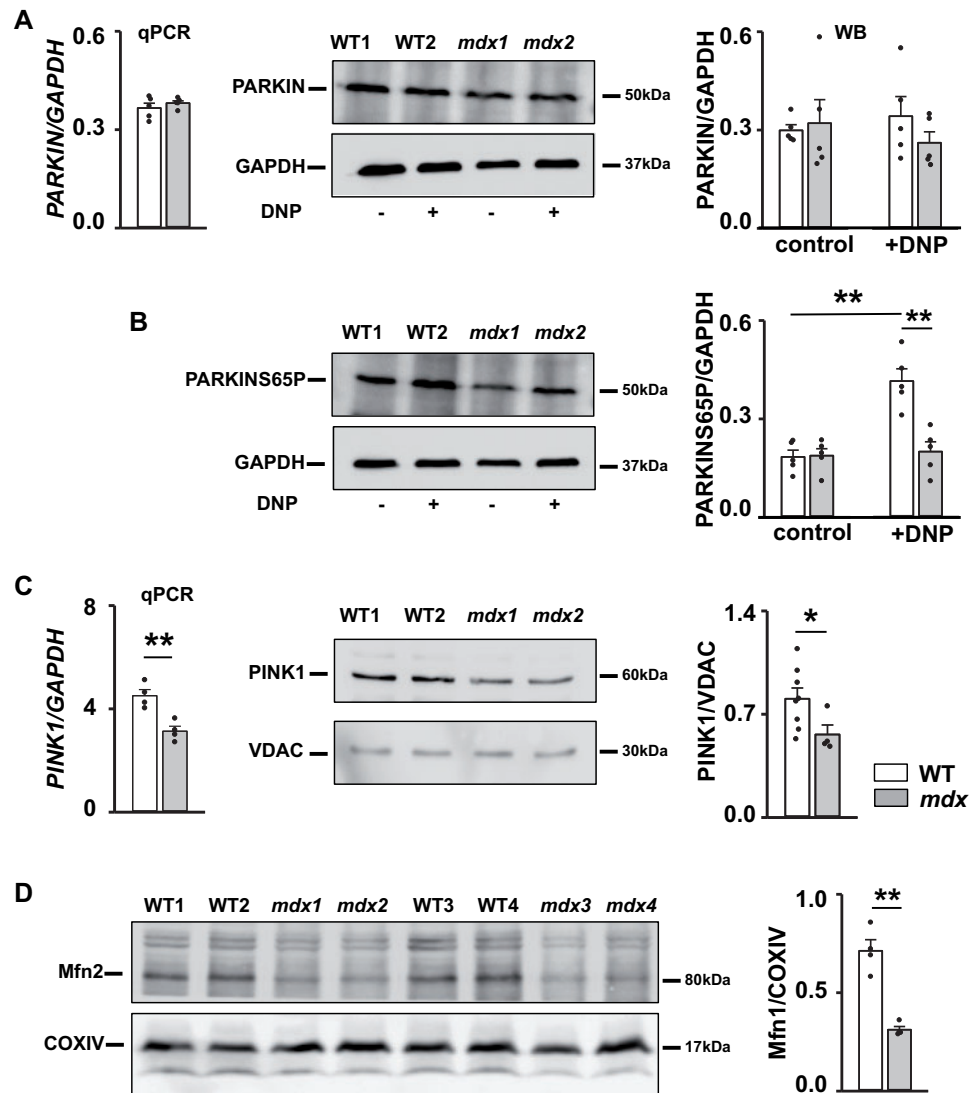 A
qPCR
PARKIN/GAPDH
0.6
0.3
0.0
WT1 WT2 mdx1 mdx2
PARKIN
50kDa
GAPDH
37kDa
DNP - + - +
WB
PARKIN/GAPDH
0.6
0.3
0.0
control +DNP
B
WT1 WT2 mdx1 mdx2
PARKINS65P
50kDa
GAPDH
37kDa
DNP - + - +
PARKINS65P/GAPDH
0.6
0.3
0.0
**
**
control +DNP
C
qPCR
PINK1/GAPDH
8
4
0
**
WT1 WT2 mdx1 mdx2
PINK1
60kDa
VDAC
30kDa
PINK1/VDAC
1.4
0.7
0.0
*
WT
mdx
D
WT1 WT2 mdx1 mdx2 WT3 WT4 mdx3 mdx4
Mfn2
80kDa
COXIV
17kDa
Mfn1/COXIV
1.0
0.5
0.0
**